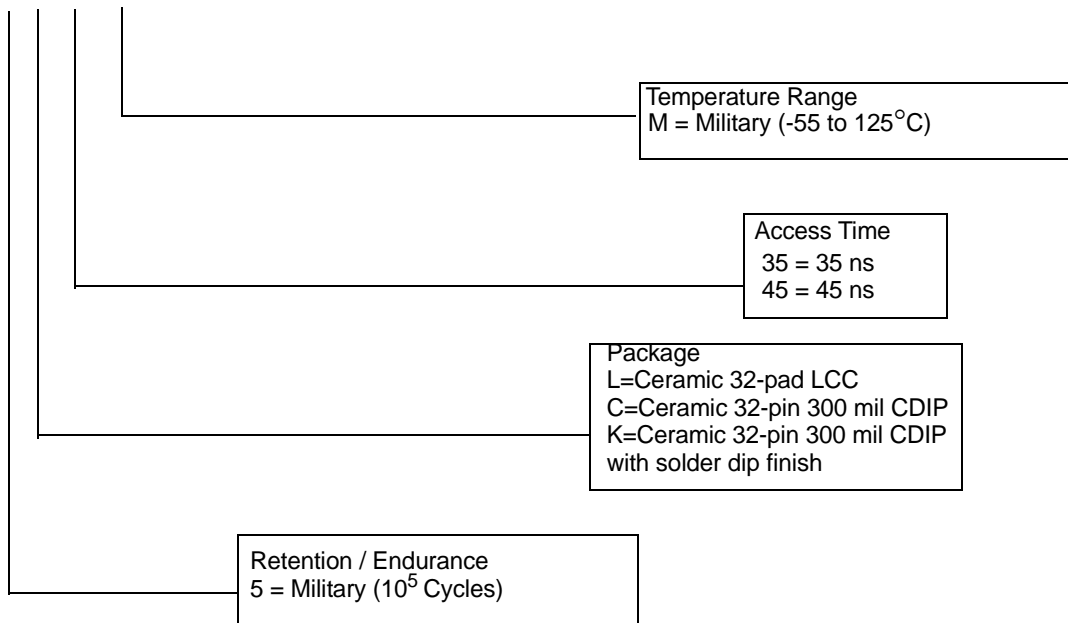 Temperature Range
M = Military (-55 to 125°C)
Access Time
35 = 35 ns
45 = 45 ns
Package
L=Ceramic 32-pad LCC
C=Ceramic 32-pin 300 mil CDIP
K=Ceramic 32-pin 300 mil CDIP
with solder dip finish
Retention / Endurance
5 = Military (10⁵ Cycles)